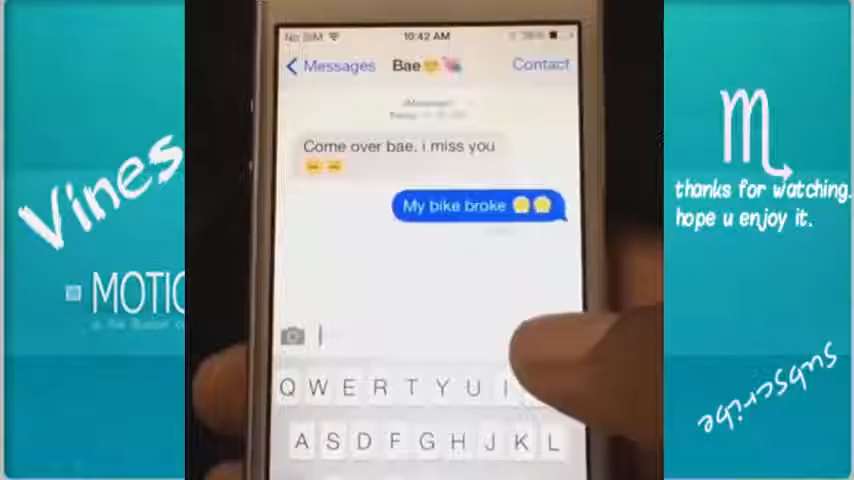 No SIM
10:42 AM
Messages
Bae
Contact
Come over bae, i miss you
My bike broke
Q W E R T Y U I
A S D F G H J K L
Vines
MOTIO
thanks for watching.
hope u enjoy it.
subscribe